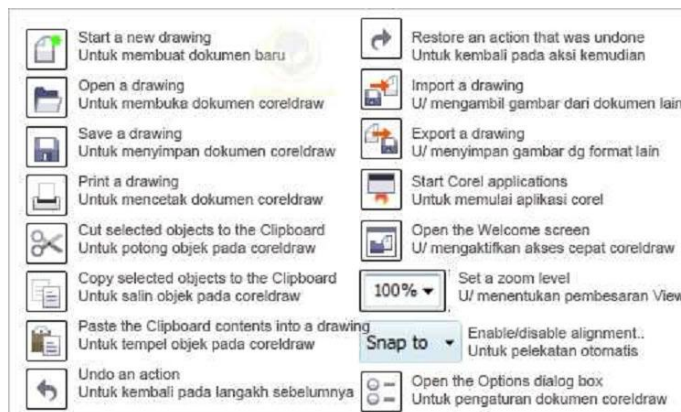 Start a new drawing
Untuk membuat dokumen baru
Open a drawing
Untuk membuka dokumen coreldraw
Save a drawing
Untuk menyimpan dokumen coreldraw
Print a drawing
Untuk mencetak dokumen coreldraw
Cut selected objects to the Clipboard
Untuk potong objek pada coreldraw
Copy selected objects to the Clipboard
Untuk salin objek pada coreldraw
Paste the Clipboard contents into a drawing
Untuk tempel objek pada coreldraw
Undo an action
Untuk kembali pada langakh sebelumnya
Restore an action that was undone
Untuk kembali pada aksi kemudian
Import a drawing
U/ mengambil gambar dari dokumen lain
Export a drawing
U/ menyimpan gambar dg format lain
Start Corel applications
Untuk memulai aplikasi corel
Open the Welcome screen
U/ mengaktifkan akses cepat coreldraw
100%
Set a zoom level
U/ menentukan pembesaran View
Snap to
Enable/disable alignment..
Untuk pelekatan otomatis
Open the Options dialog box
Untuk pengaturan dokumen coreldraw